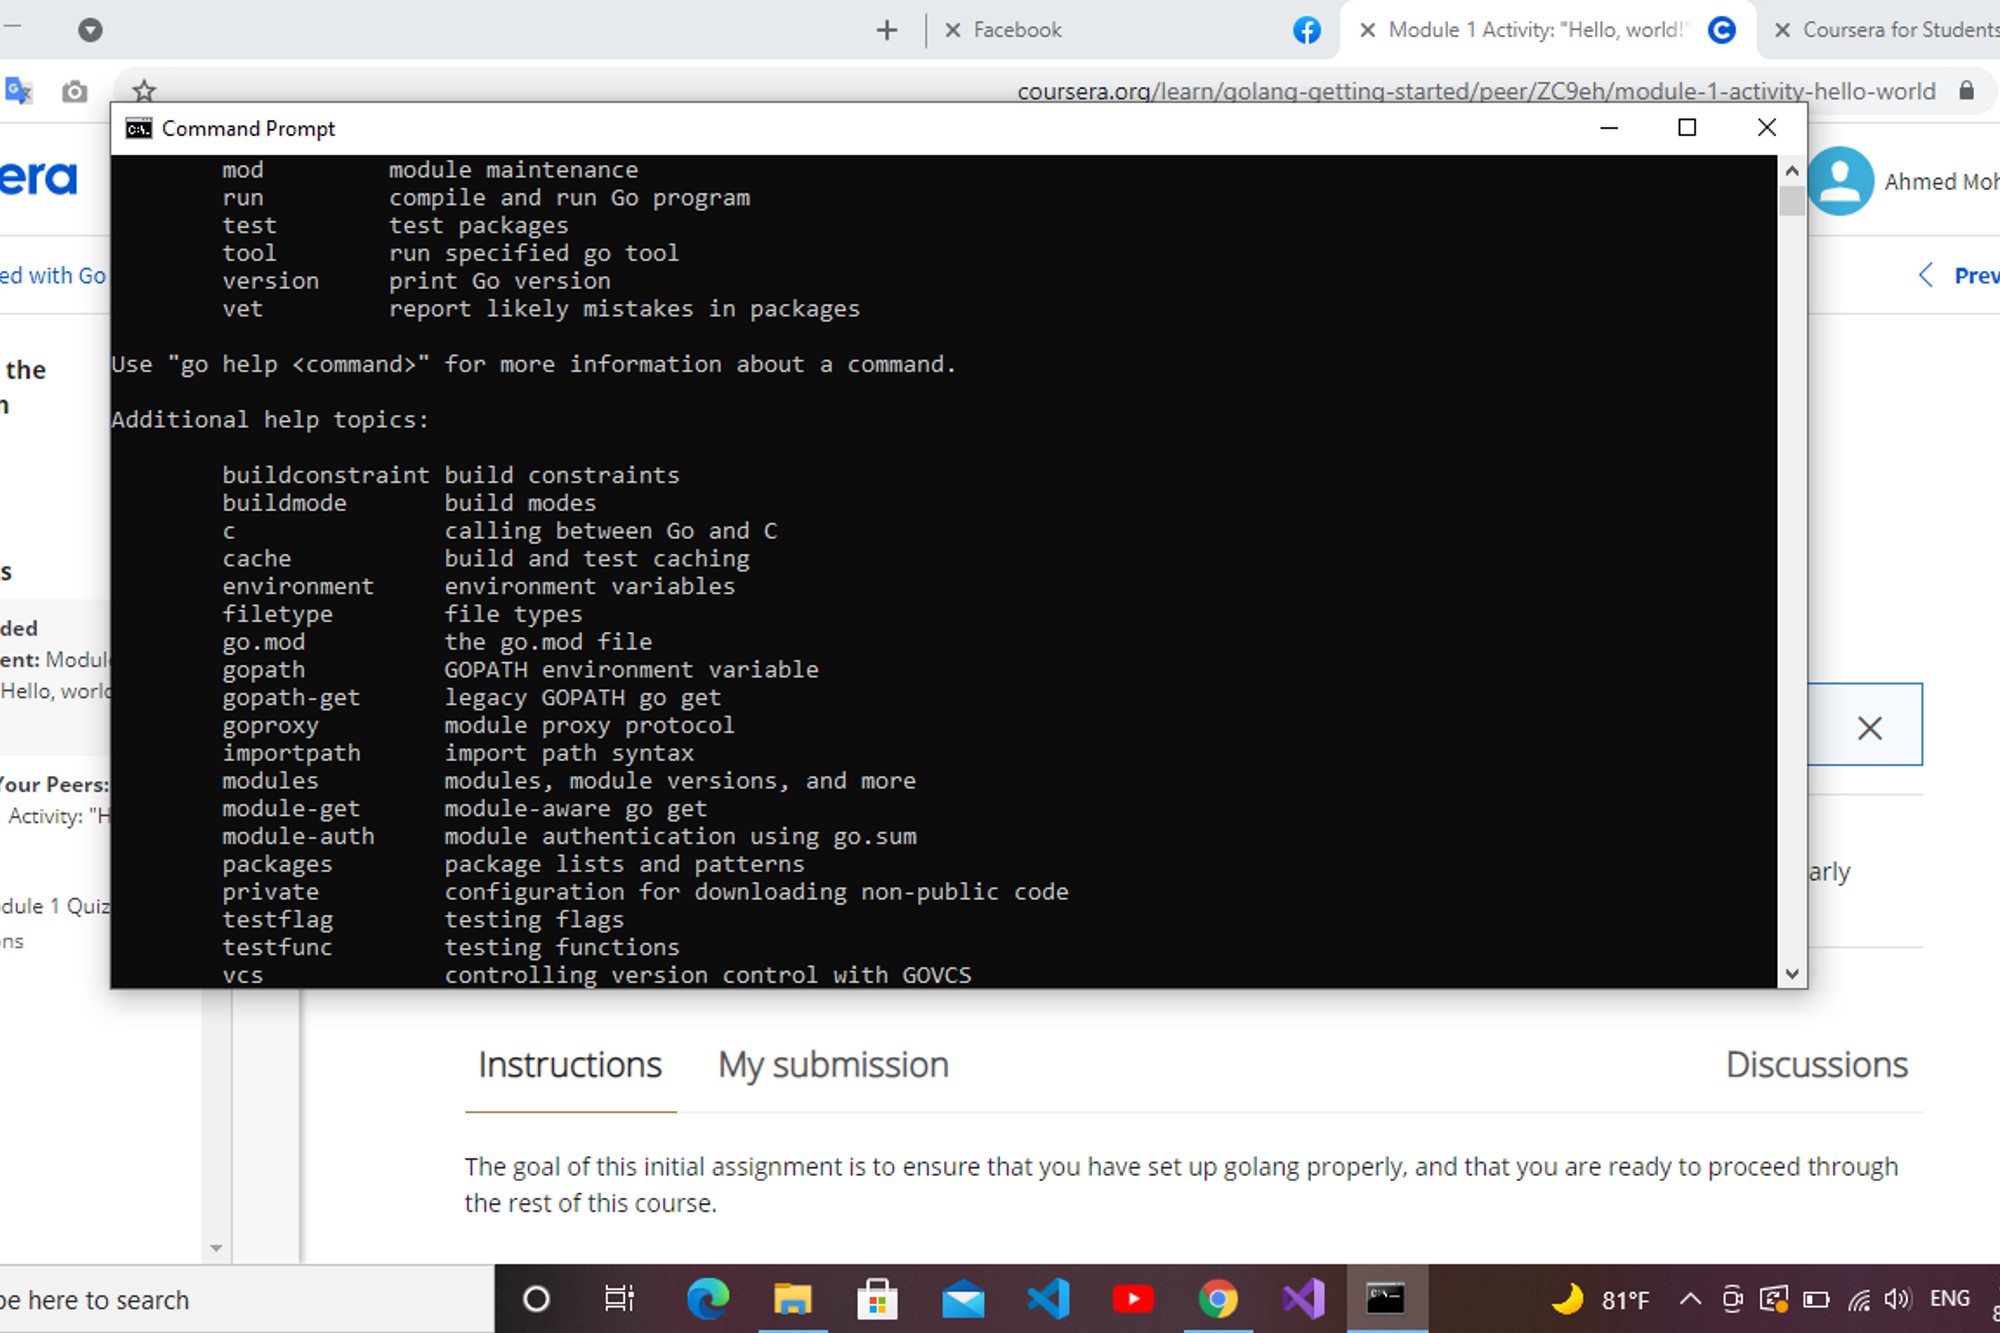 Facebook
Module 1 Activity: "Hello, world!"
Coursera for Students
coursera.org/learn/golang-getting-started/peer/ZC9eh/module-1-activity-hello-world
Command Prompt
era
Ahmed Moh
ed with Go
Prev
mod module maintenance
run compile and run Go program
test test packages
tool run specified go tool
version print Go version
vet report likely mistakes in packages
Use "go help <command>" for more information about a command.
Additional help topics:
buildconstraint build constraints
buildmode build modes
c calling between Go and C
cache build and test caching
environment environment variables
filetype file types
go.mod the go.mod file
gopath GOPATH environment variable
gopath-get legacy GOPATH go get
goproxy module proxy protocol
importpath import path syntax
modules modules, module versions, and more
module-get module-aware go get
module-auth module authentication using go.sum
packages package lists and patterns
private configuration for downloading non-public code
testflag testing flags
testfunc testing functions
vcs controlling version control with GOVCS
the
n
s
ded
ent: Modul
Hello, world
Your Peers:
Activity: "H
dule 1 Quiz
ns
arly
Instructions
My submission
Discussions
The goal of this initial assignment is to ensure that you have set up golang properly, and that you are ready to proceed through
the rest of this course.
pe here to search
81°F
ENG
8